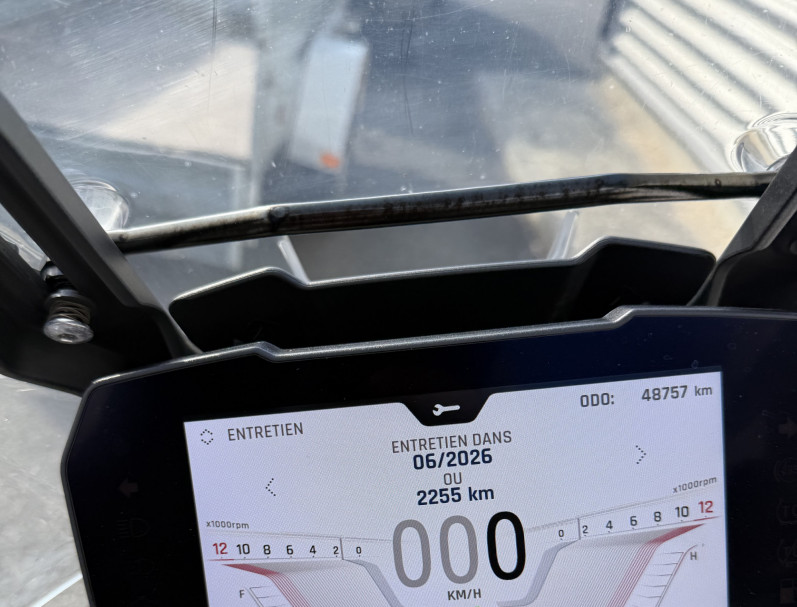 ODO: 48757 km
ENTRETIEN
ENTRETIEN DANS
06/2026
OU
2255 km
x1000rpm
x1000rpm
12 10 8 6 4 2 0
0 2 4 6 8 10 12
000
KM/H
F
H